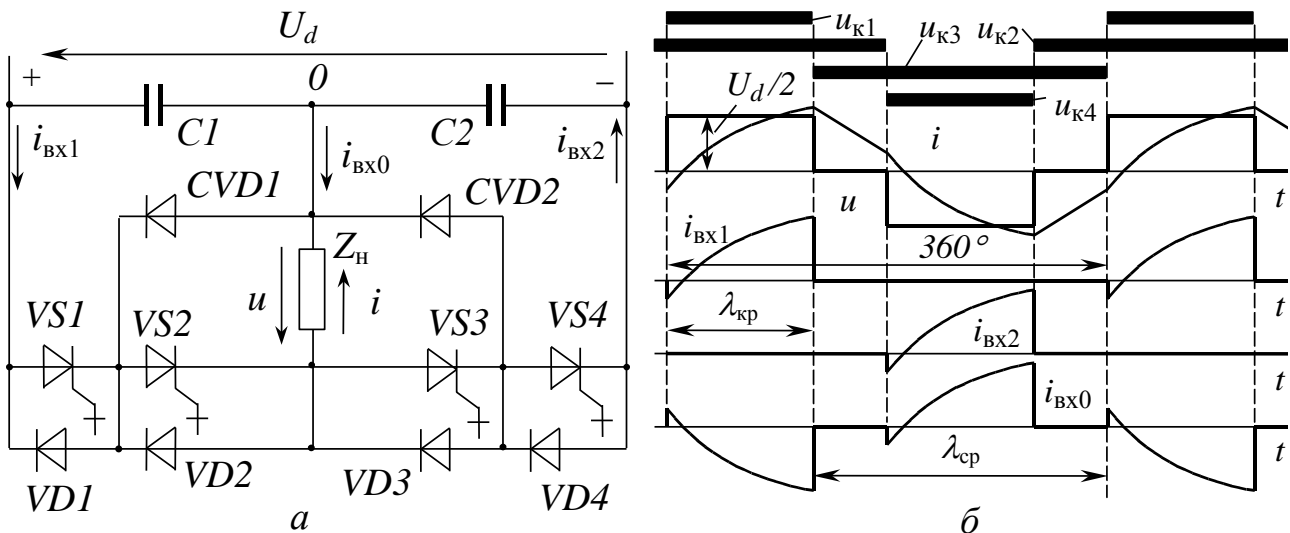 U_d
+ 0 −
C1 C2
i_вх1 i_вх0 i_вх2
CVD1 CVD2
Z_н
u i
VS1 VS2 VS3 VS4
VD1 VD2 VD3 VD4
а
u_к1 u_к3 u_к2
U_d/2 u_к4
i
u t
i_вх1 360°
t
λ_кр i_вх2
t
i_вх0
t
λ_ср
б